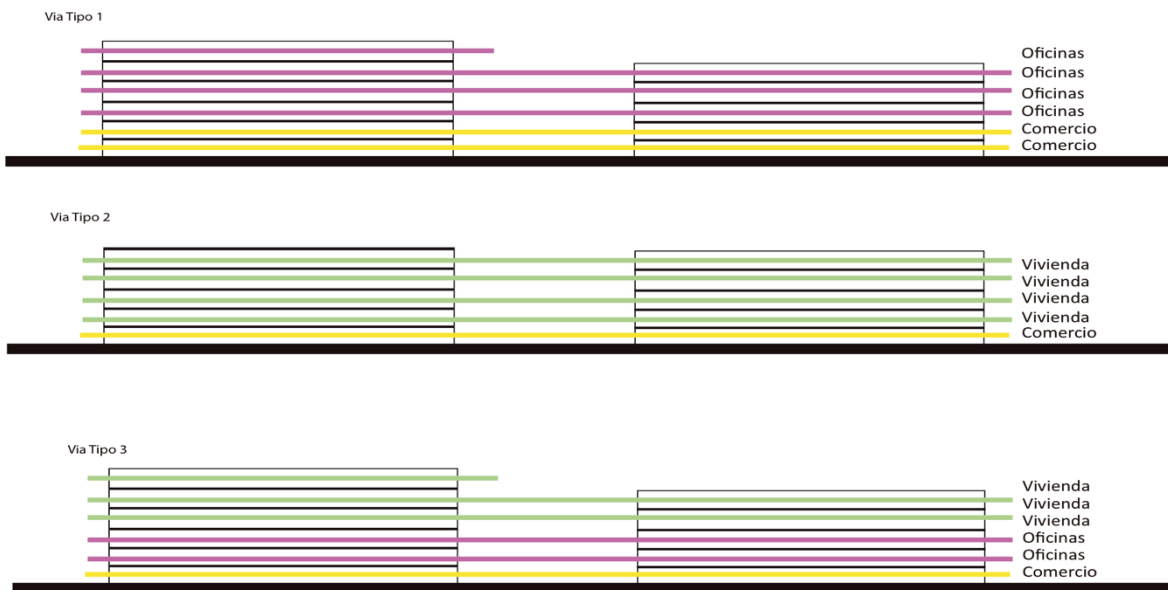 Via Tipo 1
Oficinas
Oficinas
Oficinas
Oficinas
Comercio
Comercio
Via Tipo 2
Vivienda
Vivienda
Vivienda
Vivienda
Comercio
Via Tipo 3
Vivienda
Vivienda
Vivienda
Oficinas
Oficinas
Comercio